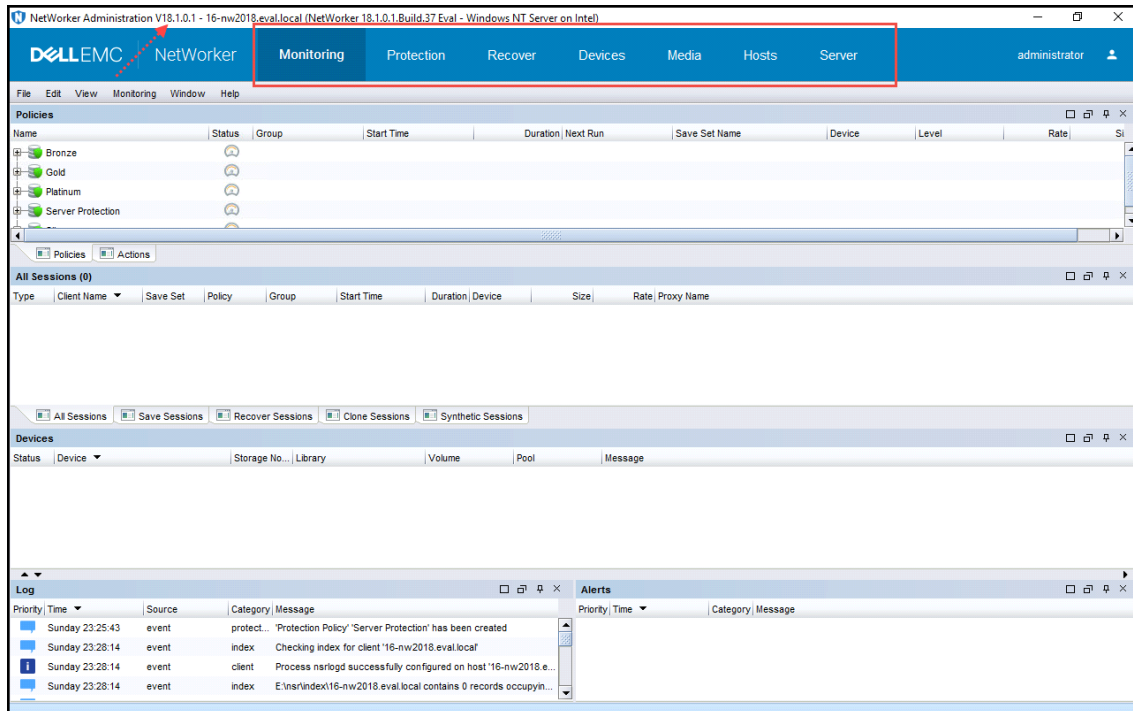 NetWorker Administration V18.1.0.1 - 16-nw2018.eval.local (NetWorker 18.1.0.1.Build.37 Eval - Windows NT Server on Intel)
DELLEMC NetWorker Monitoring Protection Recover Devices Media Hosts Server administrator
File Edit View Monitoring Window Help
Policies
Name Status Group Start Time Duration Next Run Save Set Name Device Level Rate Si
Bronze
Gold
Platinum
Server Protection
Policies Actions
All Sessions (0)
Type Client Name Save Set Policy Group Start Time Duration Device Size Rate Proxy Name
All Sessions Save Sessions Recover Sessions Clone Sessions Synthetic Sessions
Devices
Status Device Storage No... Library Volume Pool Message
Log
Priority Time Source Category Message
Sunday 23:25:43 event protect... 'Protection Policy' 'Server Protection' has been created
Sunday 23:28:14 event index Checking index for client '16-nw2018.eval.local'
Sunday 23:28:14 event client Process nsrlogd successfully configured on host '16-nw2018.e...
Sunday 23:28:14 event index E:\nsr\index\16-nw2018.eval.local contains 0 records occupyin...
Alerts
Priority Time Category Message